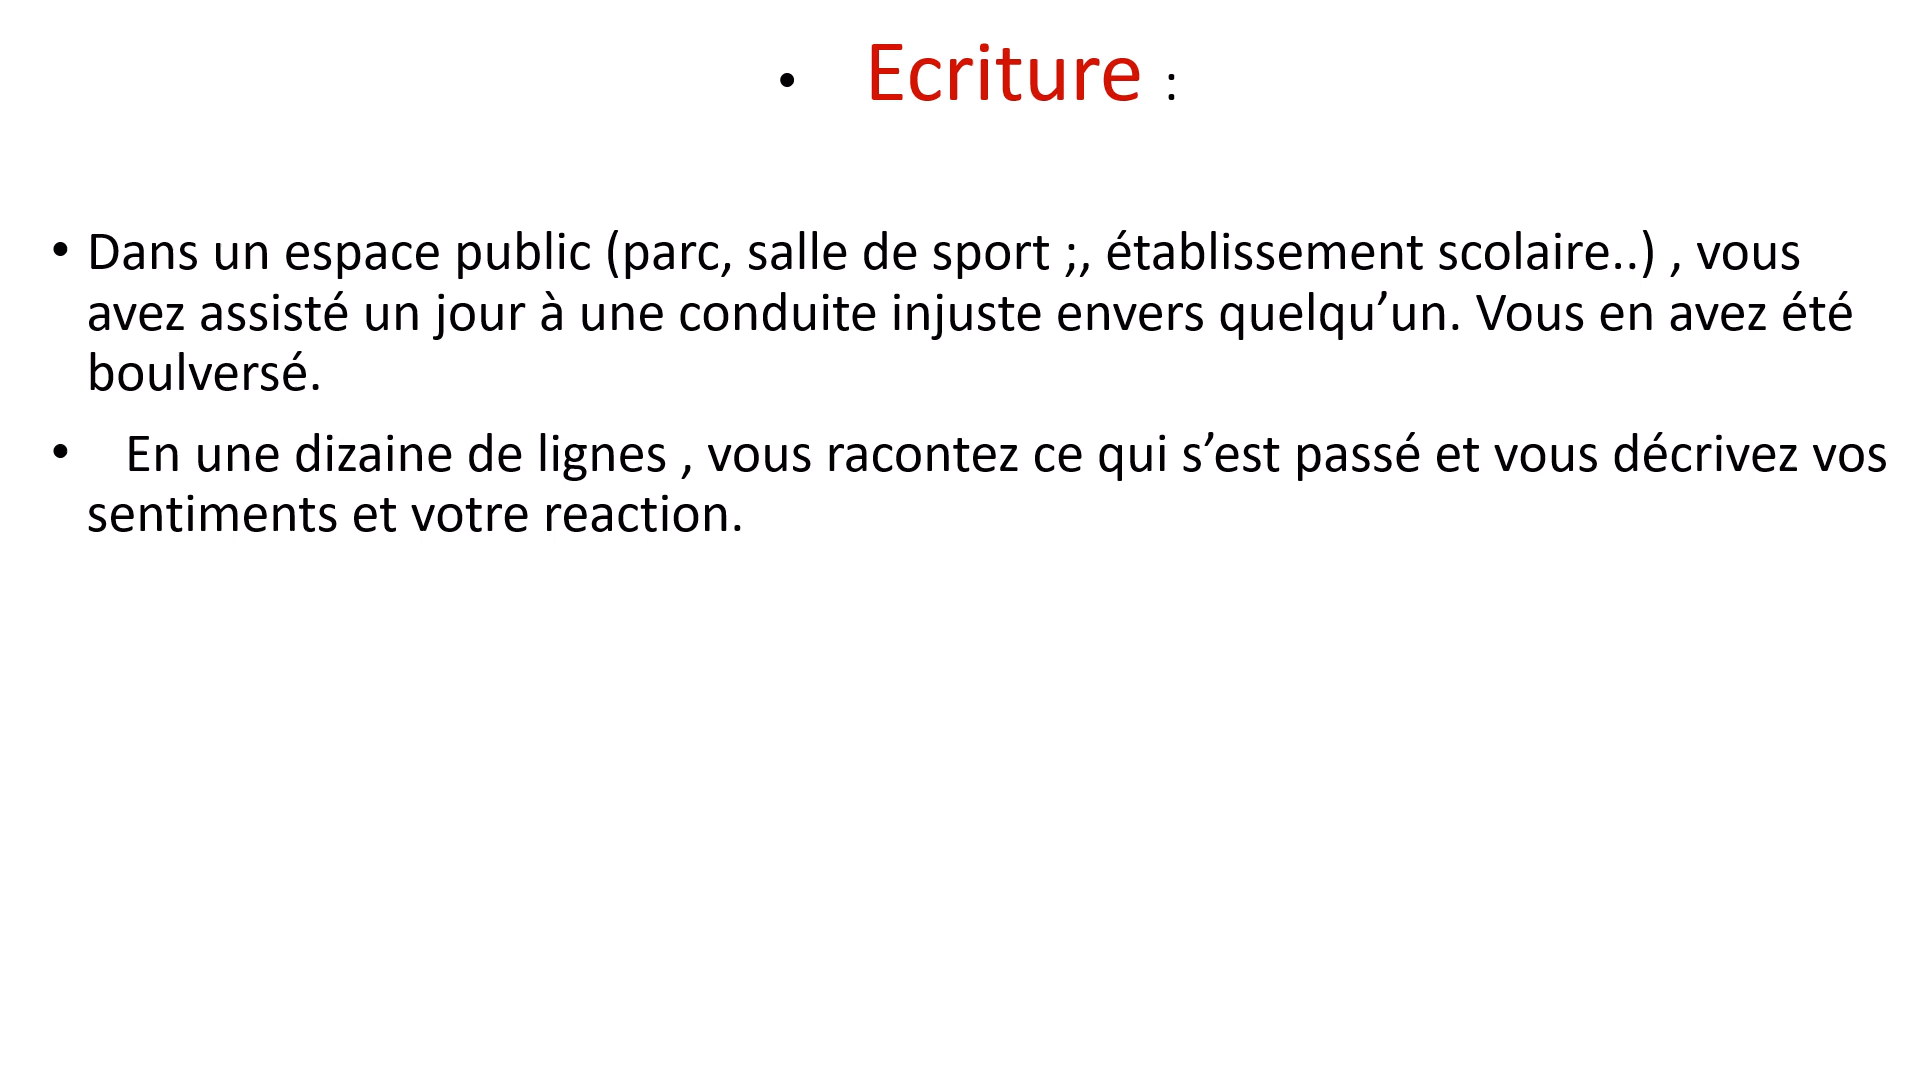 • Ecriture :
• Dans un espace public (parc, salle de sport ;, établissement scolaire..) , vous
avez assisté un jour à une conduite injuste envers quelqu’un. Vous en avez été
boulversé.
• En une dizaine de lignes , vous racontez ce qui s’est passé et vous décrivez vos
sentiments et votre reaction.